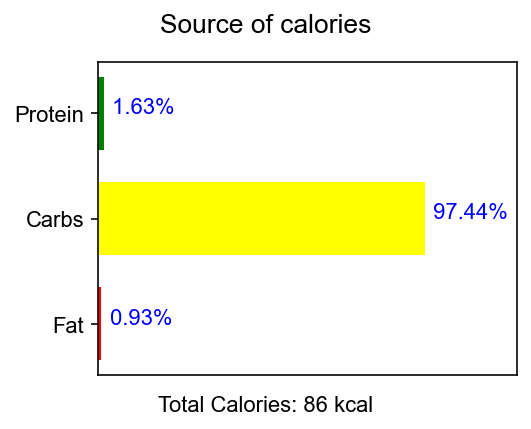 Source of calories
Protein 1.63%
Carbs 97.44%
Fat 0.93%
Total Calories: 86 kcal